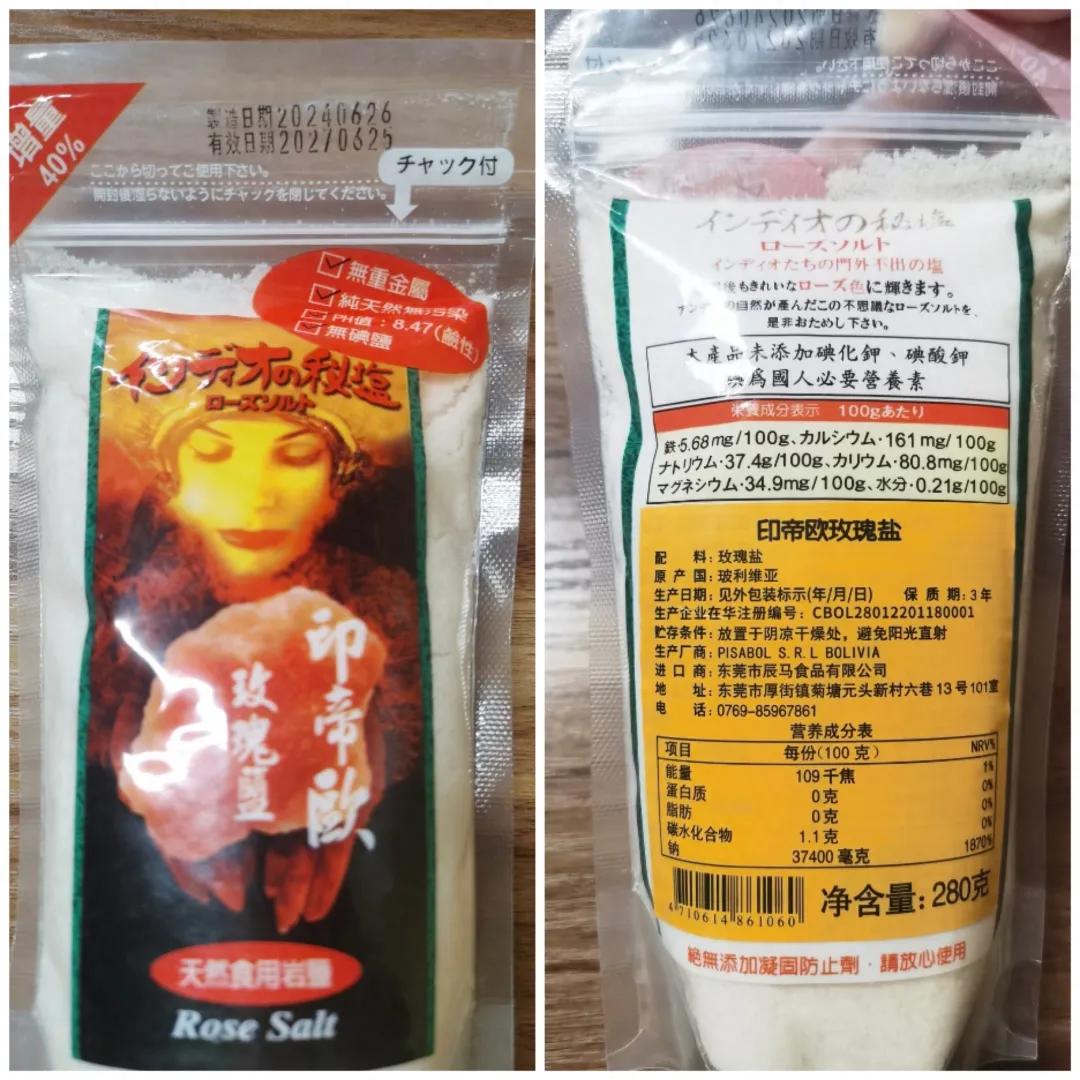 增量
40%
製造日期20240626
有效日期20270625
チャック付
ここから切ってご使用下さい。
開封後湿らないようにチャックを閉じてください。
無重金屬
純天然無污染
PH值：8.47(鹼性)
無碘鹽
インディオの秘塩
ローズソルト
印帝歐
玫瑰鹽
天然食用岩鹽
Rose Salt
インディオの秘塩
ローズソルト
インディオたちの門外不出の塩
後もきれいなローズ色に輝きます。
の自然が産んだこの不思議なローズソルトを、
是非おためし下さい。
本產品未添加碘化鉀、碘酸鉀
碘爲國人必要營養素
栄養成分表示 100gあたり
鉄·5.68mg/100g、カルシウム·161mg/100g
ナトリウム·37.4g/100g、カリウム·80.8mg/100g
マグネシウム·34.9mg/100g、水分·0.21g/100g
印帝欧玫瑰盐
配 料：玫瑰盐
原产国：玻利维亚
生产日期：见外包装标示(年/月/日) 保质期：3年
生产企业在华注册编号：CBOL28012201180001
贮存条件：放置于阴凉干燥处，避免阳光直射
生产厂商：PISABOL S.R.L BOLIVIA
进口商：东莞市辰马食品有限公司
地 址：东莞市厚街镇菊塘元头新村六巷13号101室
电 话：0769-85967861
营养成分表
项目 每份(100克) NRV%
能量 109千焦 1%
蛋白质 0克 0%
脂肪 0克 0%
碳水化合物 1.1克 0%
钠 37400毫克 1870%
4710614861060
净含量：280克
絕無添加凝固防止劑·請放心使用